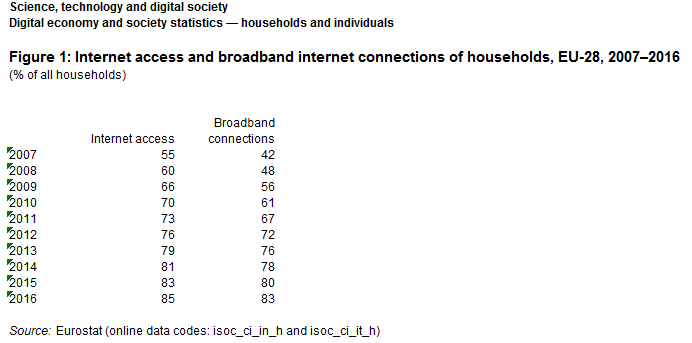 Science, technology and digital society
Digital economy and society statistics — households and individuals
Figure 1: Internet access and broadband internet connections of households, EU-28, 2007–2016
(% of all households)
Broadband
Internet access connections
2007 55 42
2008 60 48
2009 66 56
2010 70 61
2011 73 67
2012 76 72
2013 79 76
2014 81 78
2015 83 80
2016 85 83
Source: Eurostat (online data codes: isoc_ci_in_h and isoc_ci_it_h)